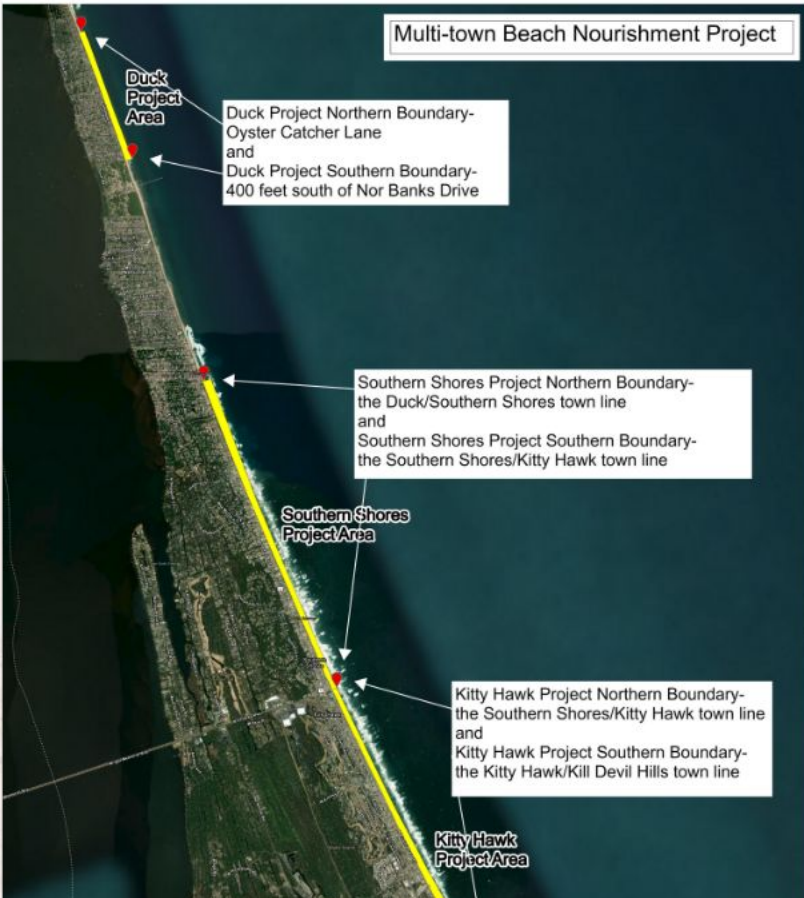 Multi-town Beach Nourishment Project
Duck
Project
Area
Duck Project Northern Boundary-
Oyster Catcher Lane
and
Duck Project Southern Boundary-
400 feet south of Nor Banks Drive
Southern Shores Project Northern Boundary-
the Duck/Southern Shores town line
and
Southern Shores Project Southern Boundary-
the Southern Shores/Kitty Hawk town line
Southern Shores
Project Area
Kitty Hawk Project Northern Boundary-
the Southern Shores/Kitty Hawk town line
and
Kitty Hawk Project Southern Boundary-
the Kitty Hawk/Kill Devil Hills town line
Kitty Hawk
Project Area